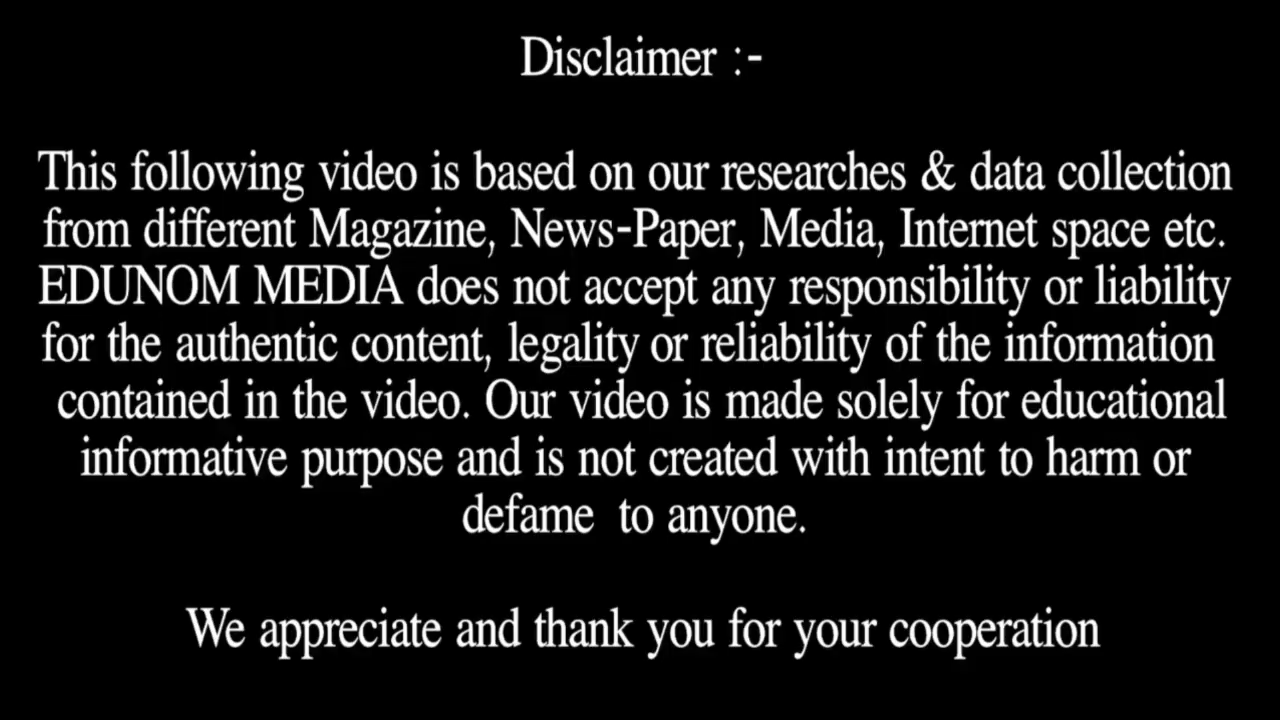 Disclaimer :-
This following video is based on our researches & data collection
from different Magazine, News-Paper, Media, Internet space etc.
EDUNOM MEDIA does not accept any responsibility or liability
for the authentic content, legality or reliability of the information
contained in the video. Our video is made solely for educational
informative purpose and is not created with intent to harm or
defame to anyone.
We appreciate and thank you for your cooperation